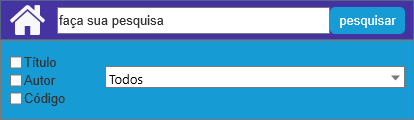 faça sua pesquisa pesquisar
Título
Autor
Todos
Código